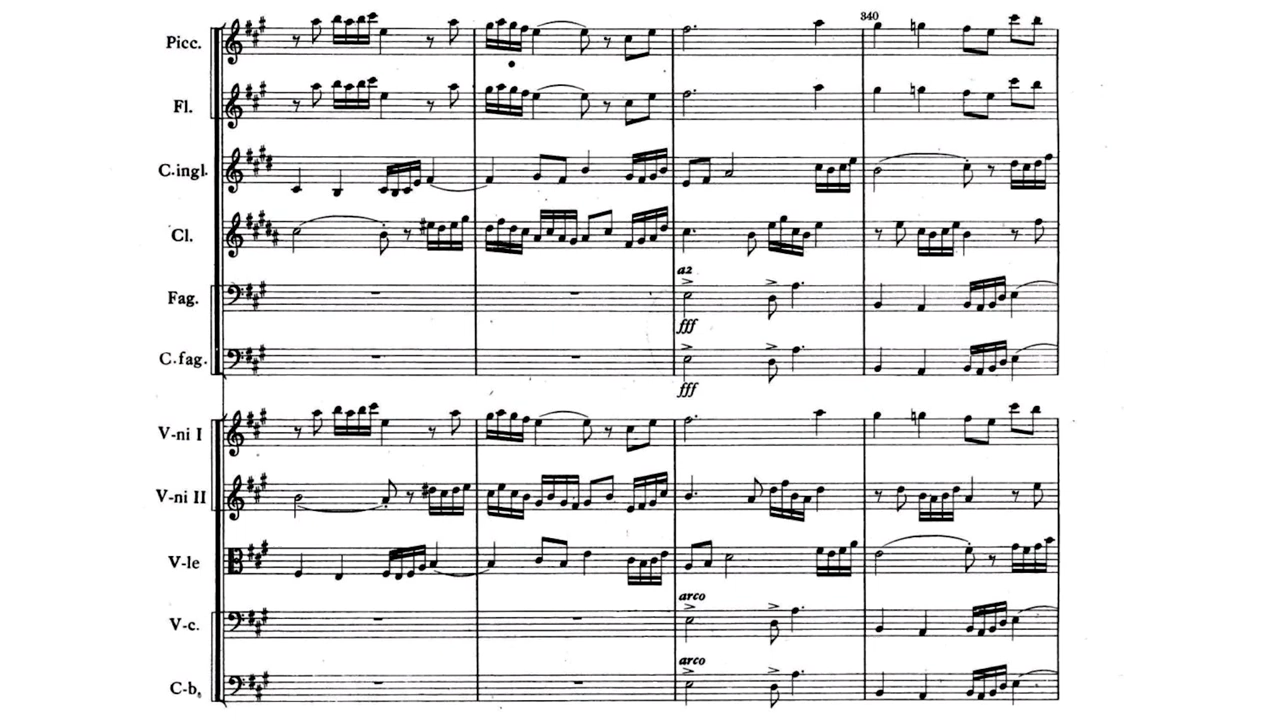 340
Picc.
Fl.
C.ingl.
Cl.
a2
Fag.
fff
C.fag.
fff
V-ni I
V-ni II
V-le
arco
V-c.
arco
C-b.